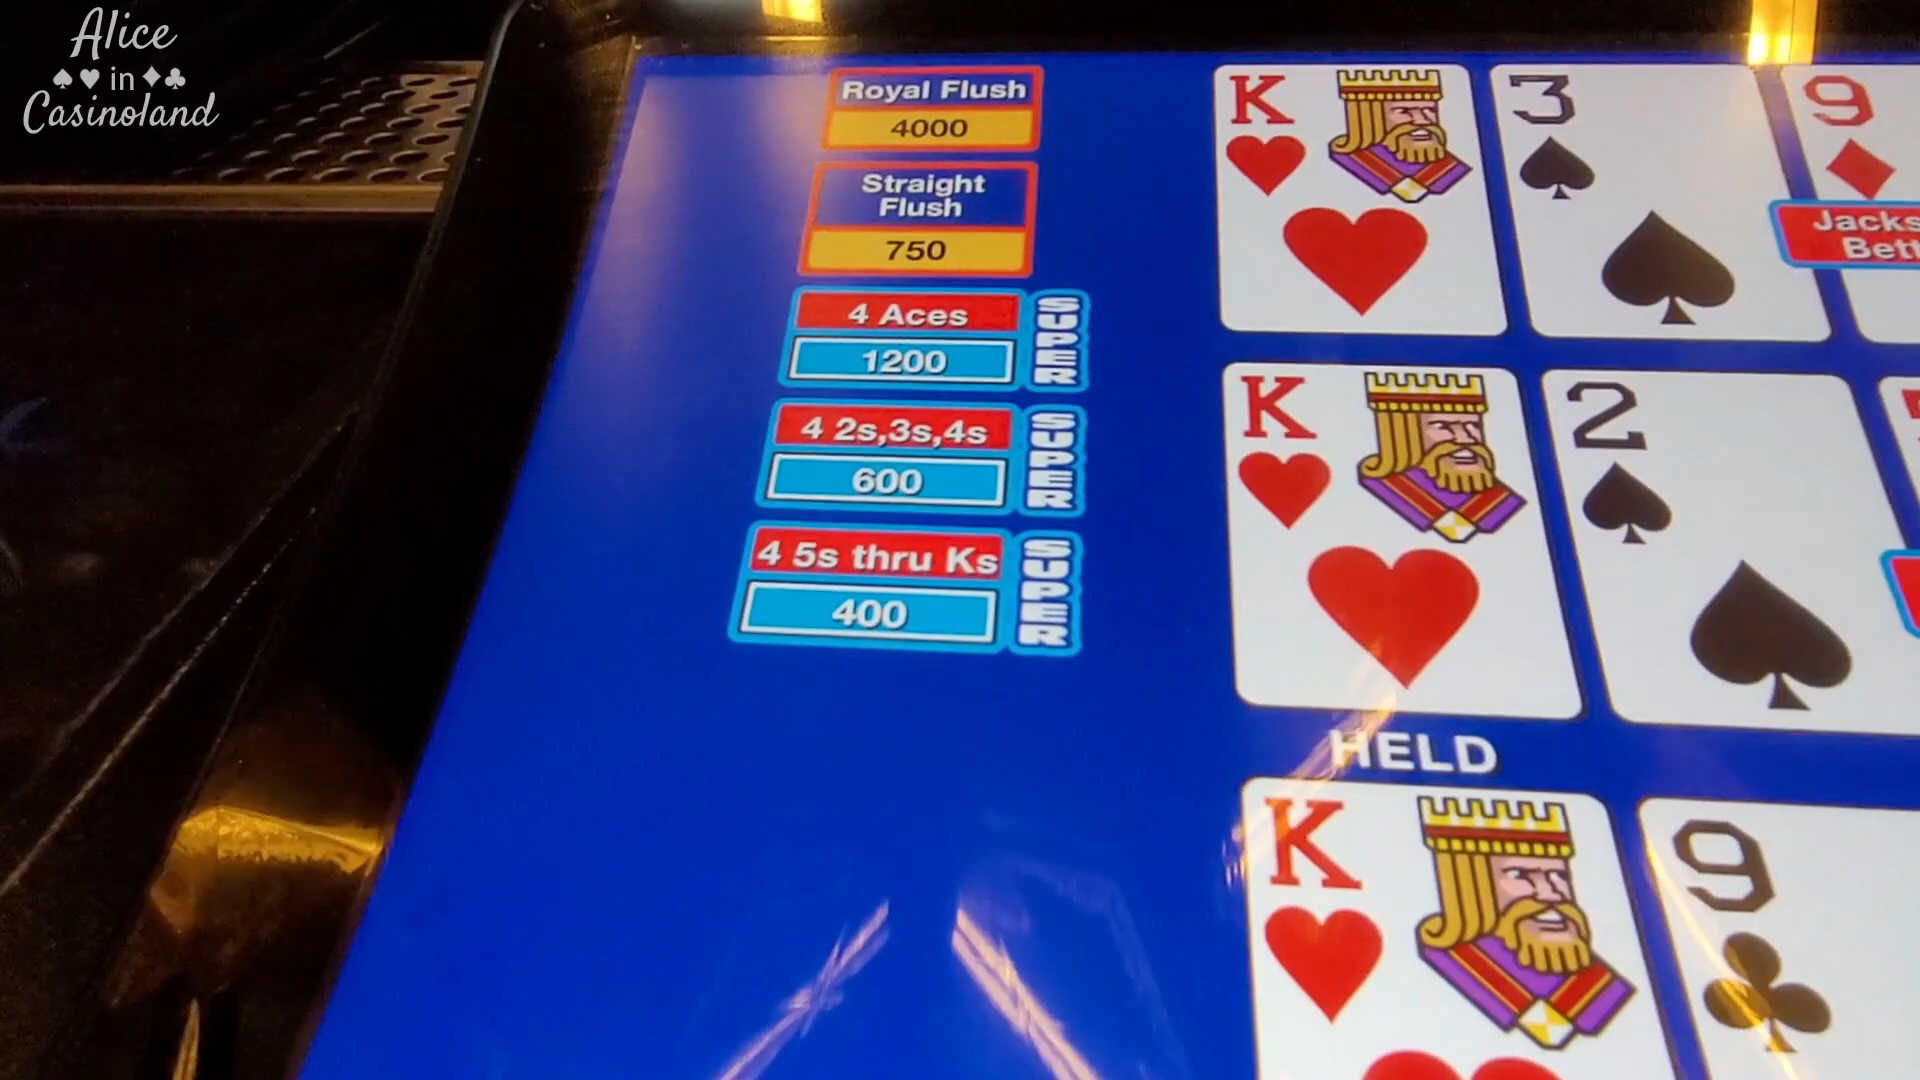 Alice
in
Casinoland
Royal Flush
4000
Straight
Flush
750
4 Aces
1200
SUPER
4 2s,3s,4s
600
SUPER
4 5s thru Ks
400
SUPER
K
3
9
Jacks
Bett
K
2
HELD
K
9